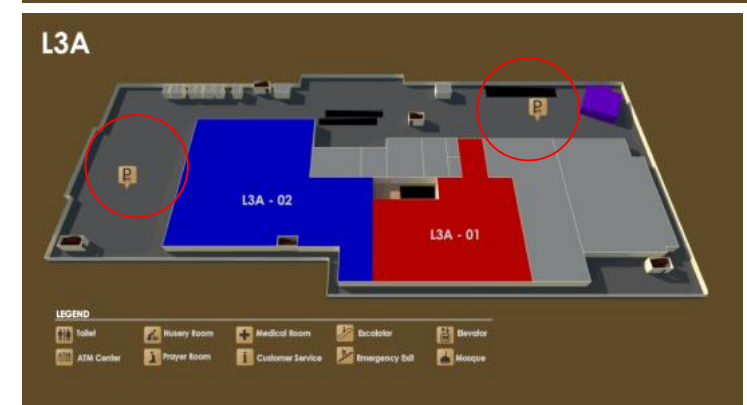 L3A
P
P
L3A - 02
L3A - 01
LEGEND
Toilet Nusery Room Medical Room Escalator Elevator
ATM Center Prayer Room Customer Service Emergency Exit Mosque